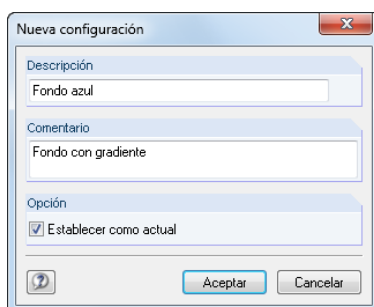 Nueva configuración
Descripción
Fondo azul
Comentario
Fondo con gradiente
Opción
Establecer como actual
Aceptar
Cancelar